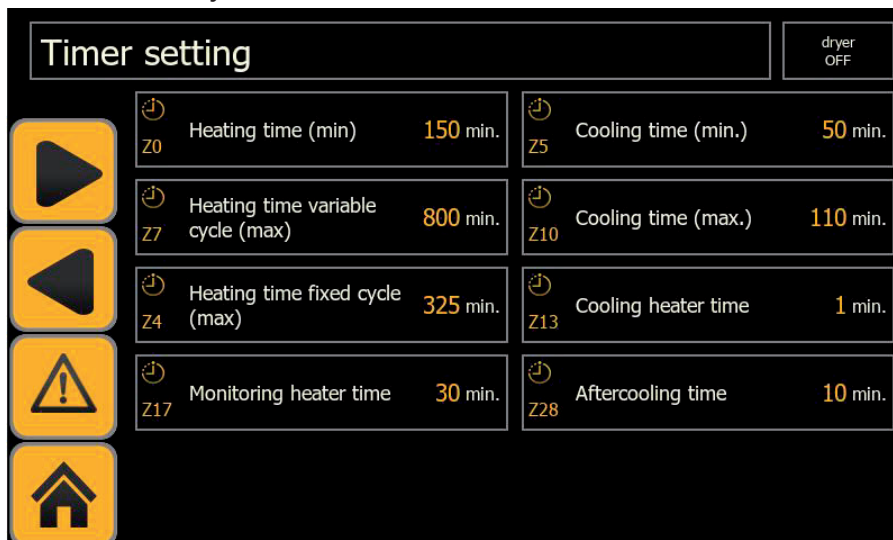 Timer setting
dryer
OFF
Z0
Heating time (min)
150 min.
Z5
Cooling time (min.)
50 min.
Z7
Heating time variable
cycle (max)
800 min.
Z10
Cooling time (max.)
110 min.
Z4
Heating time fixed cycle
(max)
325 min.
Z13
Cooling heater time
1 min.
Z17
Monitoring heater time
30 min.
Z28
Aftercooling time
10 min.